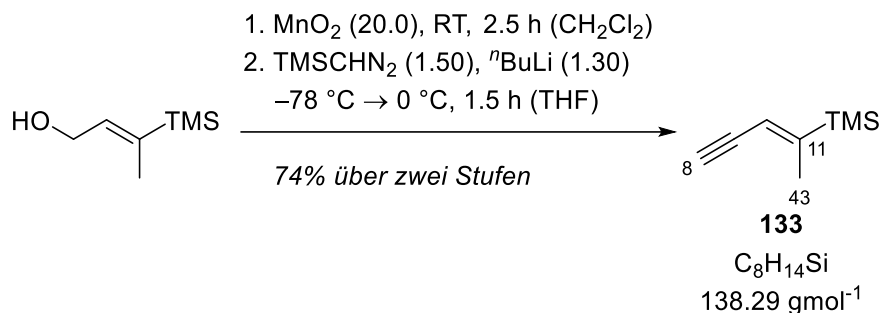 1. MnO₂ (20.0), RT, 2.5 h (CH₂Cl₂)
2. TMSCHN₂ (1.50), ⁿBuLi (1.30)
–78 °C → 0 °C, 1.5 h (THF)
HO
TMS
74% über zwei Stufen
TMS
8
11
43
133
C₈H₁₄Si
138.29 gmol⁻¹